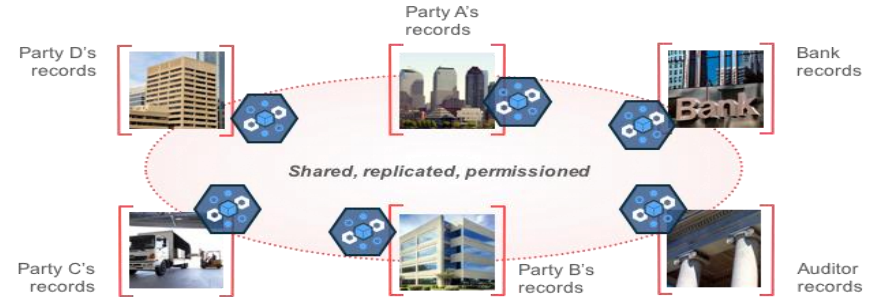 Party A's
records
Party D's
records
Bank
records
Bank
Shared, replicated, permissioned
Party C's
records
Party B's
records
Auditor
records